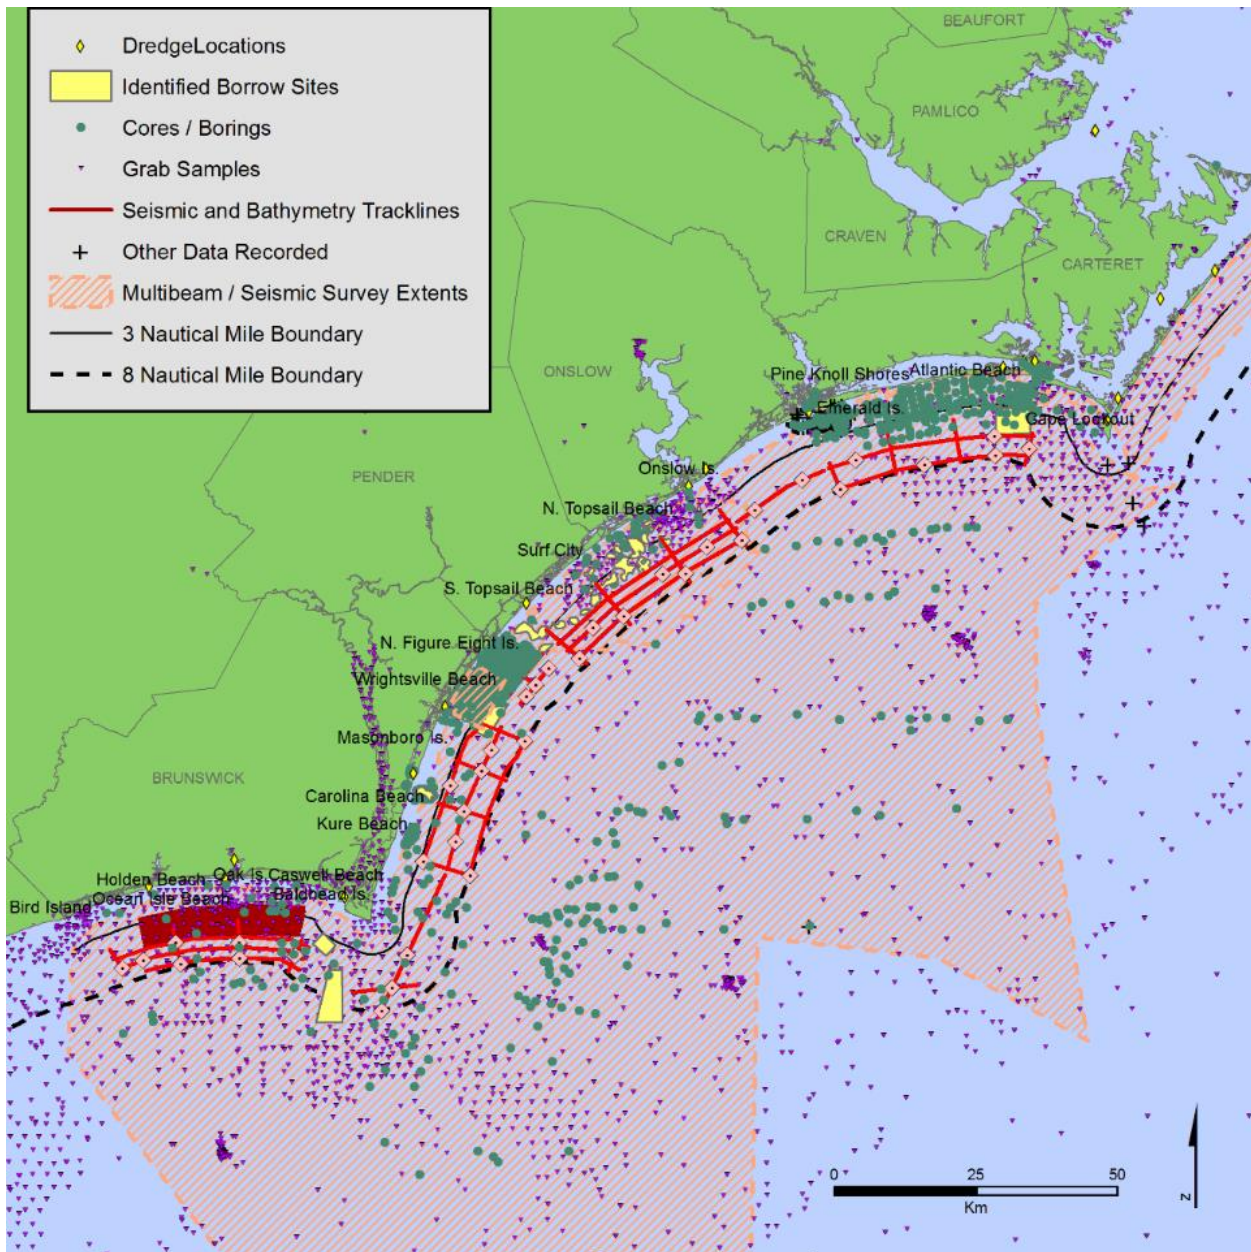 DredgeLocations
Identified Borrow Sites
Cores / Borings
Grab Samples
Seismic and Bathymetry Tracklines
Other Data Recorded
Multibeam / Seismic Survey Extents
3 Nautical Mile Boundary
8 Nautical Mile Boundary
BEAUFORT
PAMLICO
CRAVEN
CARTERET
ONSLOW
Pine Knoll Shores
Atlantic Beach
Emerald Is.
Cape Lookout
PENDER
Onslow Is.
N. Topsail Beach
Surf City
S. Topsail Beach
N. Figure Eight Is.
Wrightsville Beach
Masonboro Is.
BRUNSWICK
Carolina Beach
Kure Beach
Holden Beach
Oak Is.
Caswell Beach
Bird Island
Ocean Isle Beach
Baldhead Is.
0 25 50
Km
N